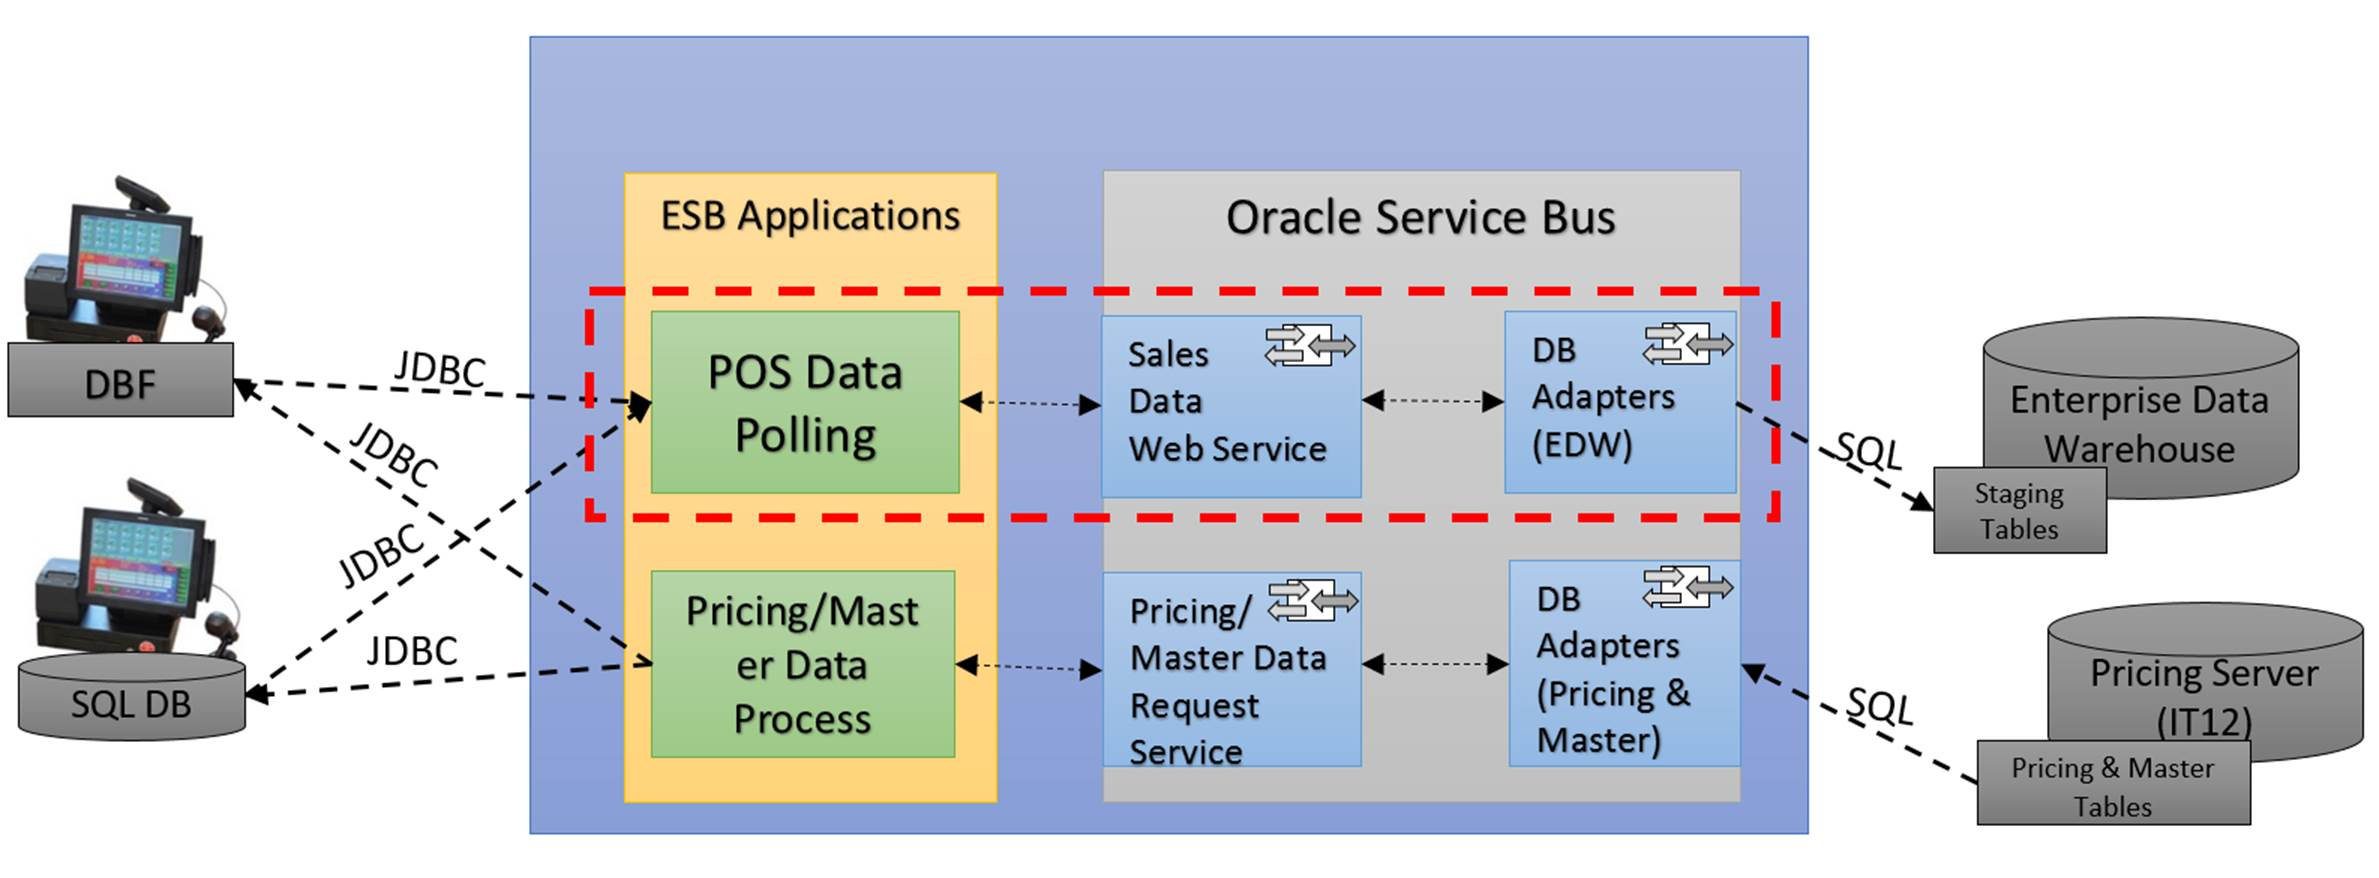 ESB Applications
Oracle Service Bus
DBF
JDBC
JDBC
JDBC
JDBC
SQL DB
POS Data
Polling
Sales
Data
Web Service
DB
Adapters
(EDW)
SQL
Enterprise Data
Warehouse
Staging
Tables
Pricing/Mast
er Data
Process
Pricing/
Master Data
Request
Service
DB
Adapters
(Pricing &
Master)
SQL
Pricing Server
(IT12)
Pricing & Master
Tables